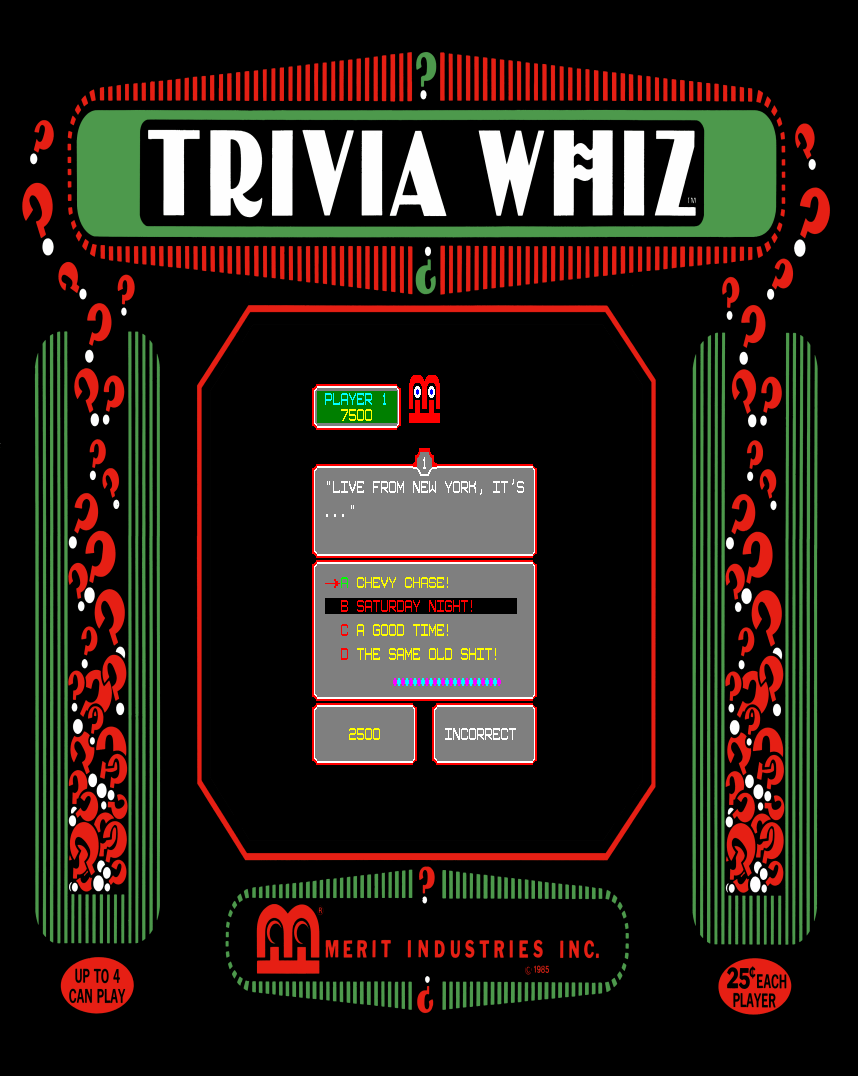 ?
TRIVIA WHIZ
TM
PLAYER 1
7500
1
"LIVE FROM NEW YORK, IT'S
..."
→A CHEVY CHASE!
B SATURDAY NIGHT!
C A GOOD TIME!
D THE SAME OLD SHIT!
2500
INCORRECT
?
MERIT INDUSTRIES INC.
©1985
UP TO 4
CAN PLAY
25¢ EACH
PLAYER